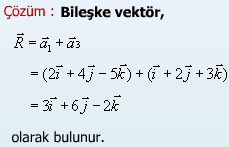 Çözüm : Bileşke vektör,
R⃗ = a⃗₁ + a⃗₃
= (2i⃗ + 4j⃗ − 5k⃗) + (i⃗ + 2j⃗ + 3k⃗)
= 3i⃗ + 6j⃗ − 2k⃗
olarak bulunur.